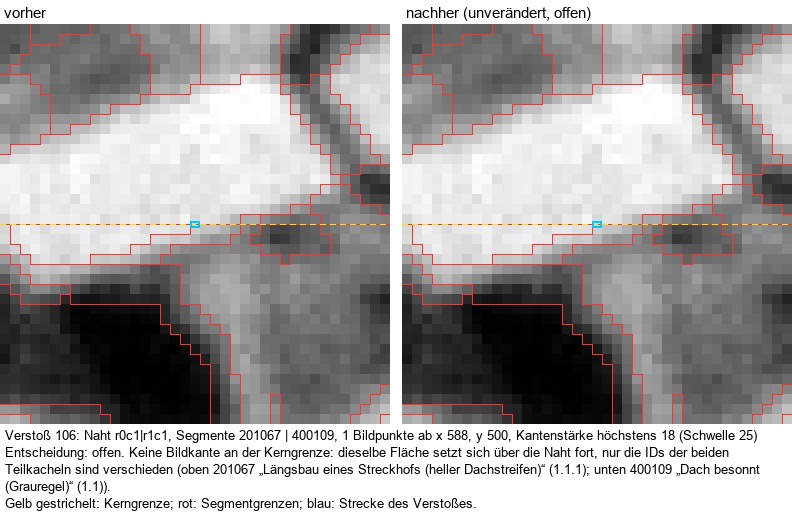 vorher
nachher (unverändert, offen)
Verstoß 106: Naht r0c1|r1c1, Segmente 201067 | 400109, 1 Bildpunkte ab x 588, y 500, Kantenstärke höchstens 18 (Schwelle 25)
Entscheidung: offen. Keine Bildkante an der Kerngrenze: dieselbe Fläche setzt sich über die Naht fort, nur die IDs der beiden
Teilkacheln sind verschieden (oben 201067 „Längsbau eines Streckhofs (heller Dachstreifen)“ (1.1.1); unten 400109 „Dach besonnt
(Grauregel)“ (1.1)).
Gelb gestrichelt: Kerngrenze; rot: Segmentgrenzen; blau: Strecke des Verstoßes.